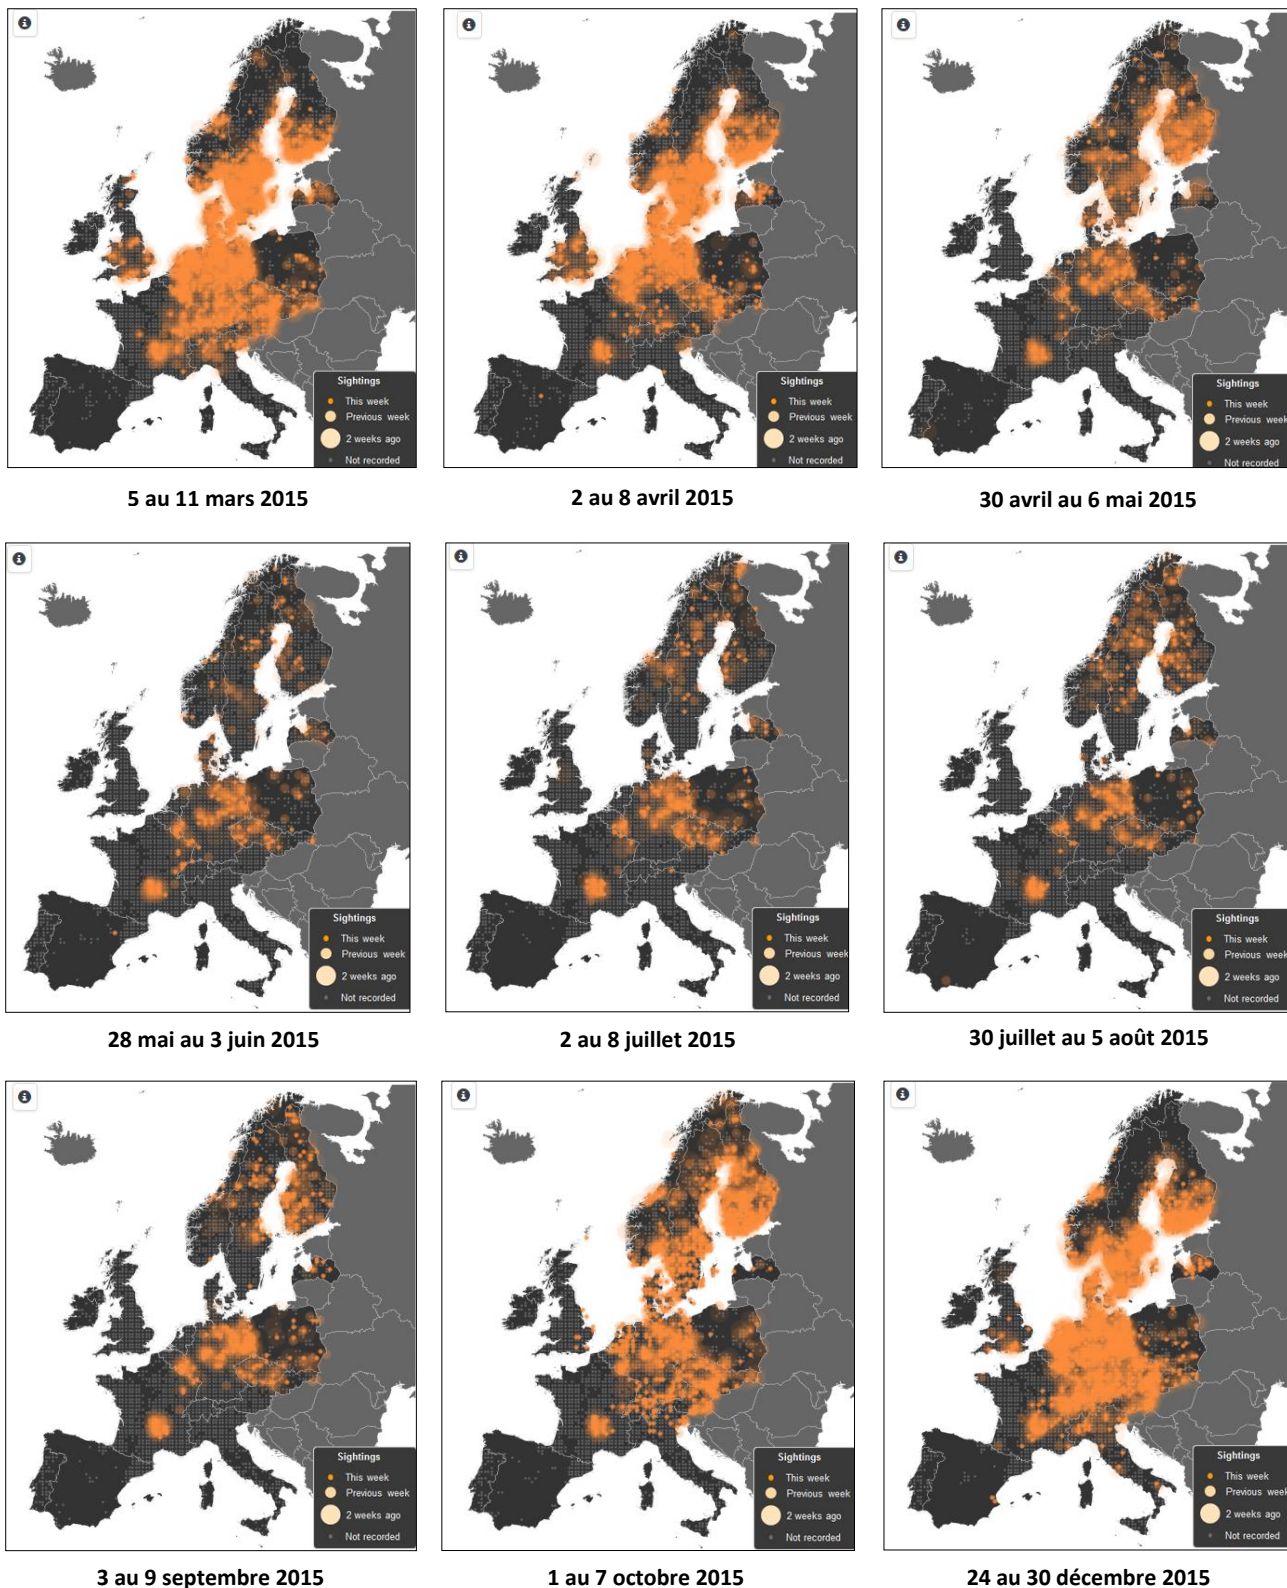 Sightings
This week
Previous week
2 weeks ago
Not recorded
Sightings
This week
Previous week
2 weeks ago
Not recorded
Sightings
This week
Previous week
2 weeks ago
Not recorded
5 au 11 mars 2015
2 au 8 avril 2015
30 avril au 6 mai 2015
Sightings
This week
Previous week
2 weeks ago
Not recorded
Sightings
This week
Previous week
2 weeks ago
Not recorded
Sightings
This week
Previous week
2 weeks ago
Not recorded
28 mai au 3 juin 2015
2 au 8 juillet 2015
30 juillet au 5 août 2015
Sightings
This week
Previous week
2 weeks ago
Not recorded
Sightings
This week
Previous week
2 weeks ago
Not recorded
Sightings
This week
Previous week
2 weeks ago
Not recorded
3 au 9 septembre 2015
1 au 7 octobre 2015
24 au 30 décembre 2015